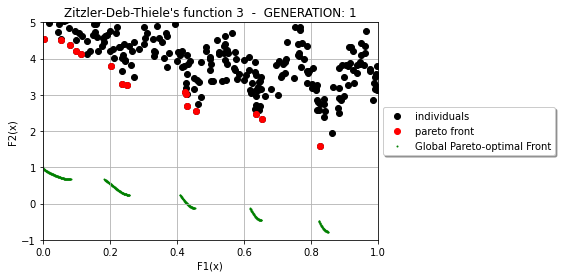 Zitzler-Deb-Thiele's function 3 - GENERATION: 1
5
4
3
2
1
0
-1
F2(x)
0.0 0.2 0.4 0.6 0.8 1.0
F1(x)
individuals
pareto front
Global Pareto-optimal Front